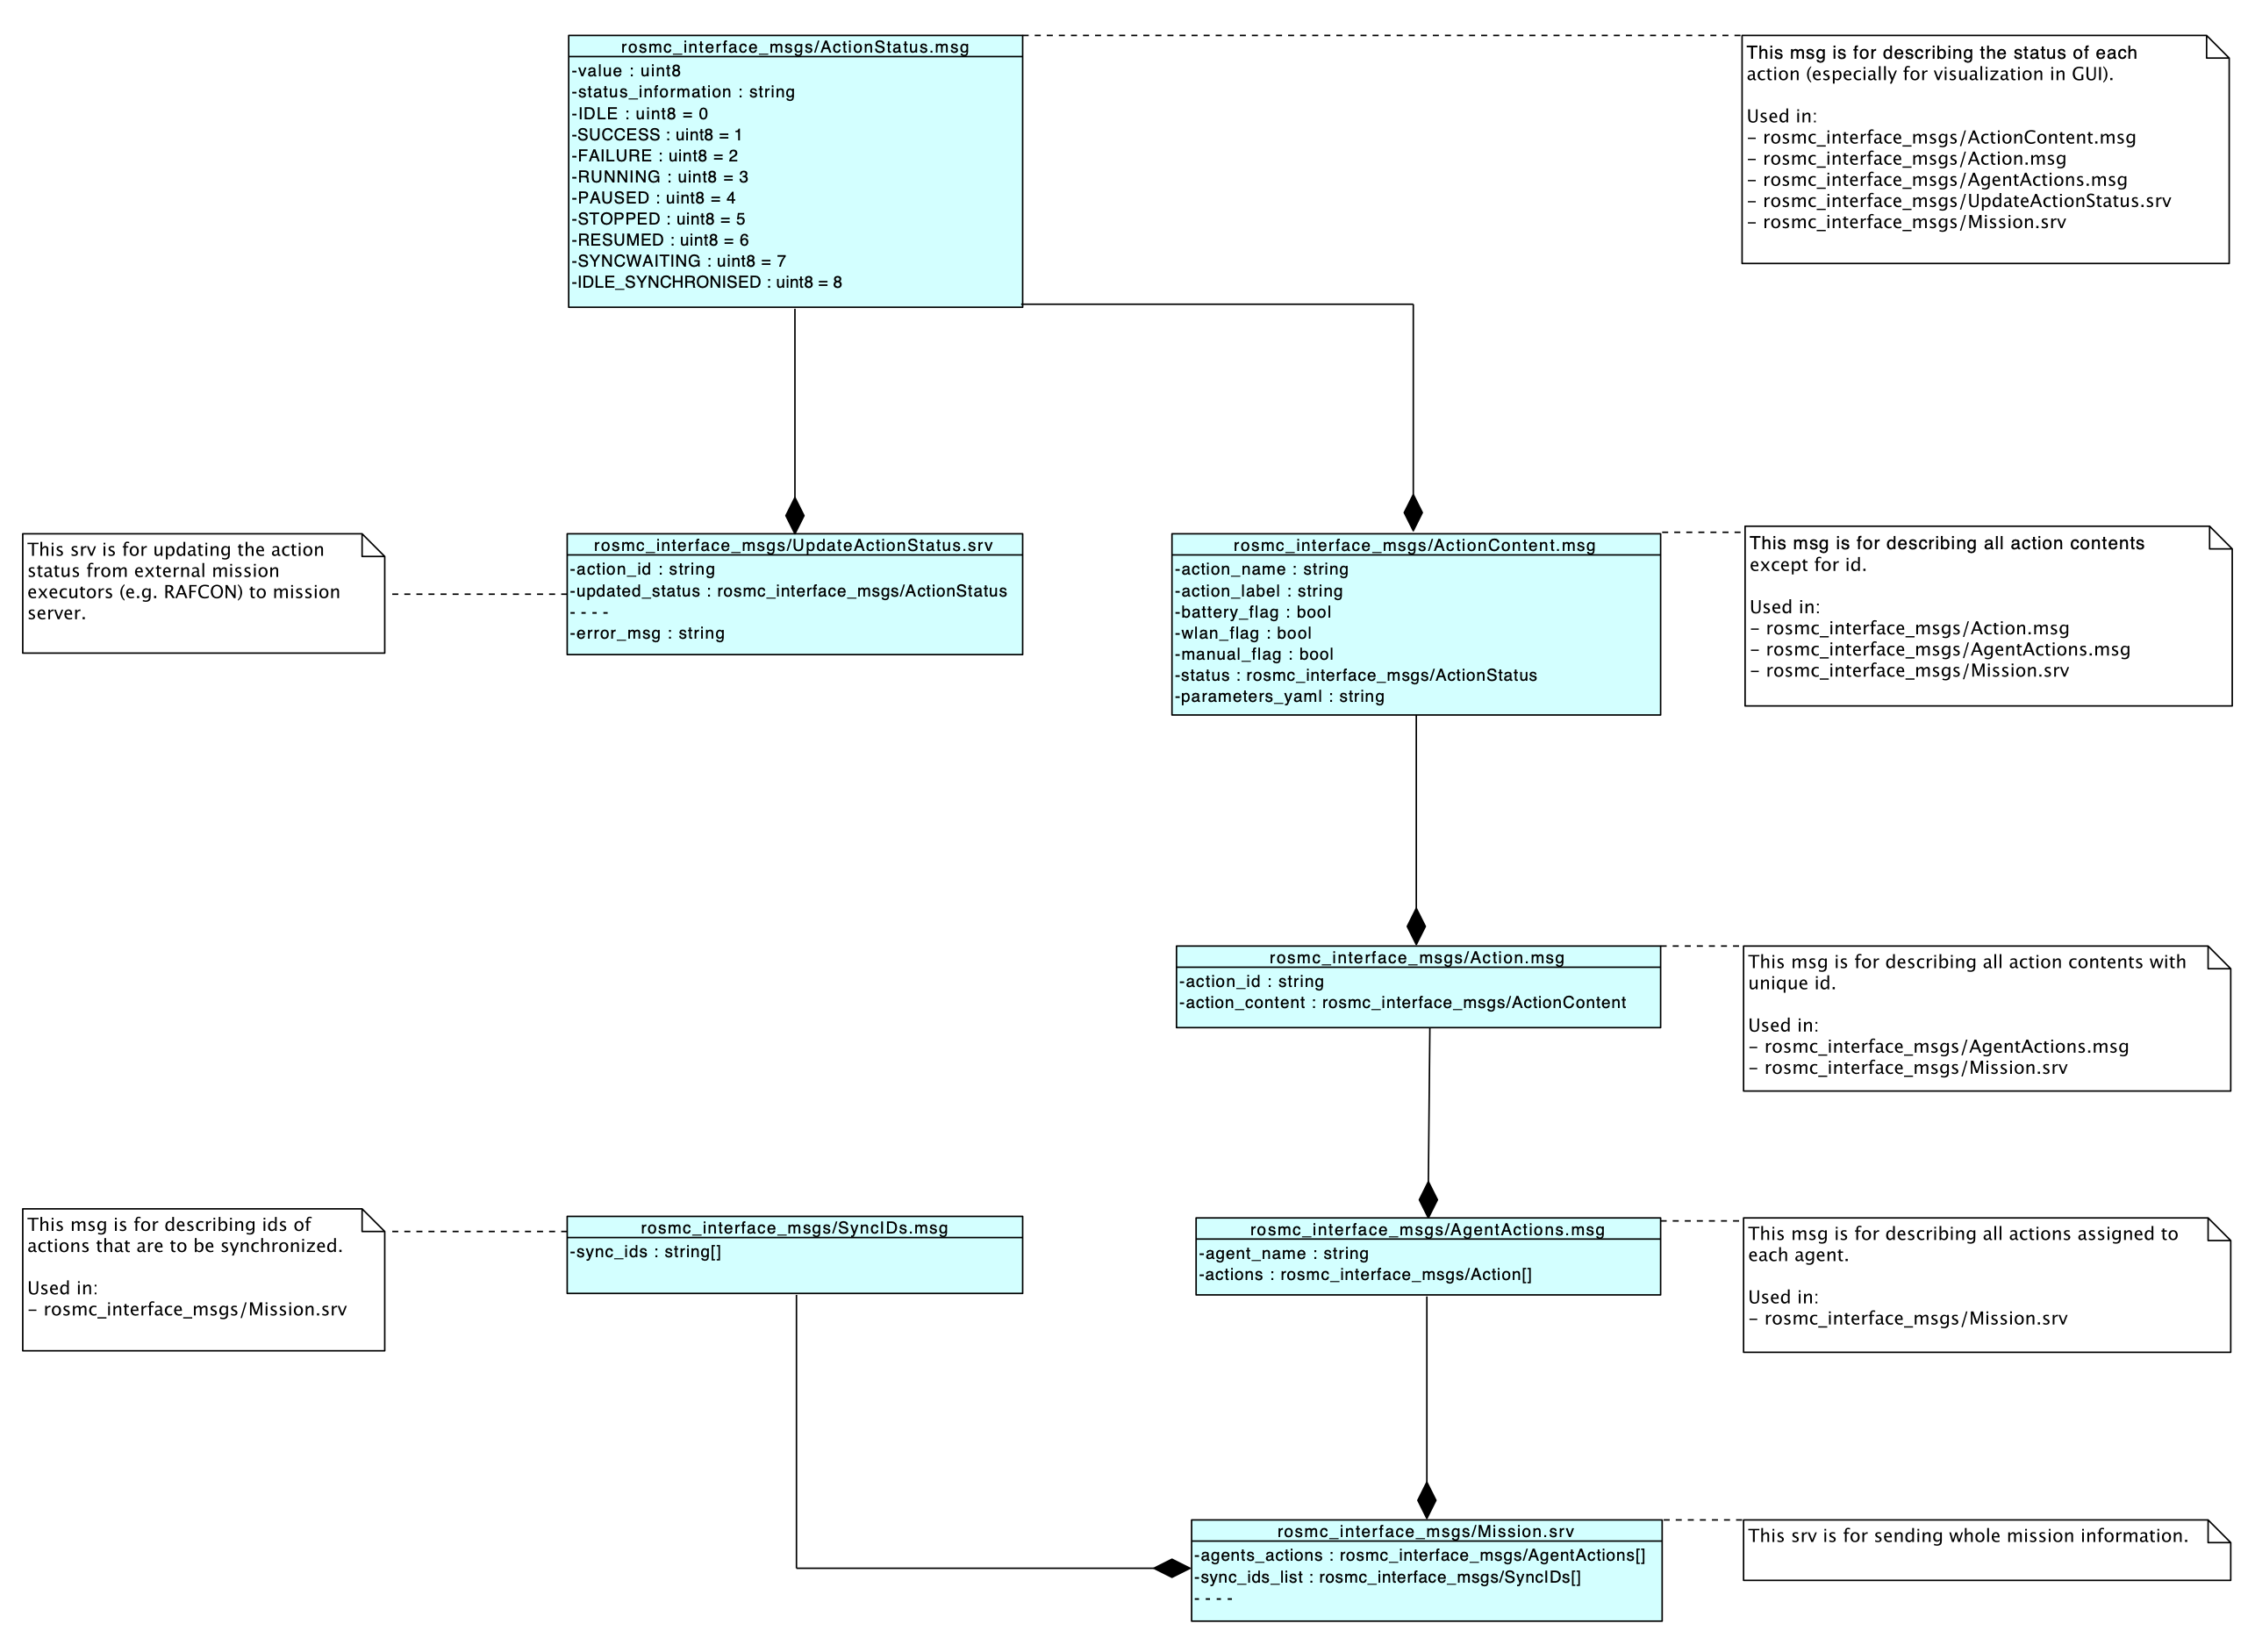 rosmc_interface_msgs/ActionStatus.msg
-value : uint8
-status_information : string
-IDLE : uint8 = 0
-SUCCESS : uint8 = 1
-FAILURE : uint8 = 2
-RUNNING : uint8 = 3
-PAUSED : uint8 = 4
-STOPPED : uint8 = 5
-RESUMED : uint8 = 6
-SYNCWAITING : uint8 = 7
-IDLE_SYNCHRONISED : uint8 = 8
This msg is for describing the status of each
action (especially for visualization in GUI).
Used in:
- rosmc_interface_msgs/ActionContent.msg
- rosmc_interface_msgs/Action.msg
- rosmc_interface_msgs/AgentActions.msg
- rosmc_interface_msgs/UpdateActionStatus.srv
- rosmc_interface_msgs/Mission.srv
This srv is for updating the action
status from external mission
executors (e.g. RAFCON) to mission
server.
rosmc_interface_msgs/UpdateActionStatus.srv
-action_id : string
-updated_status : rosmc_interface_msgs/ActionStatus
- - - -
-error_msg : string
rosmc_interface_msgs/ActionContent.msg
-action_name : string
-action_label : string
-battery_flag : bool
-wlan_flag : bool
-manual_flag : bool
-status : rosmc_interface_msgs/ActionStatus
-parameters_yaml : string
This msg is for describing all action contents
except for id.
Used in:
- rosmc_interface_msgs/Action.msg
- rosmc_interface_msgs/AgentActions.msg
- rosmc_interface_msgs/Mission.srv
rosmc_interface_msgs/Action.msg
-action_id : string
-action_content : rosmc_interface_msgs/ActionContent
This msg is for describing all action contents with
unique id.
Used in:
- rosmc_interface_msgs/AgentActions.msg
- rosmc_interface_msgs/Mission.srv
This msg is for describing ids of
actions that are to be synchronized.
Used in:
- rosmc_interface_msgs/Mission.srv
rosmc_interface_msgs/SyncIDs.msg
-sync_ids : string[]
rosmc_interface_msgs/AgentActions.msg
-agent_name : string
-actions : rosmc_interface_msgs/Action[]
This msg is for describing all actions assigned to
each agent.
Used in:
- rosmc_interface_msgs/Mission.srv
rosmc_interface_msgs/Mission.srv
-agents_actions : rosmc_interface_msgs/AgentActions[]
-sync_ids_list : rosmc_interface_msgs/SyncIDs[]
- - - -
This srv is for sending whole mission information.